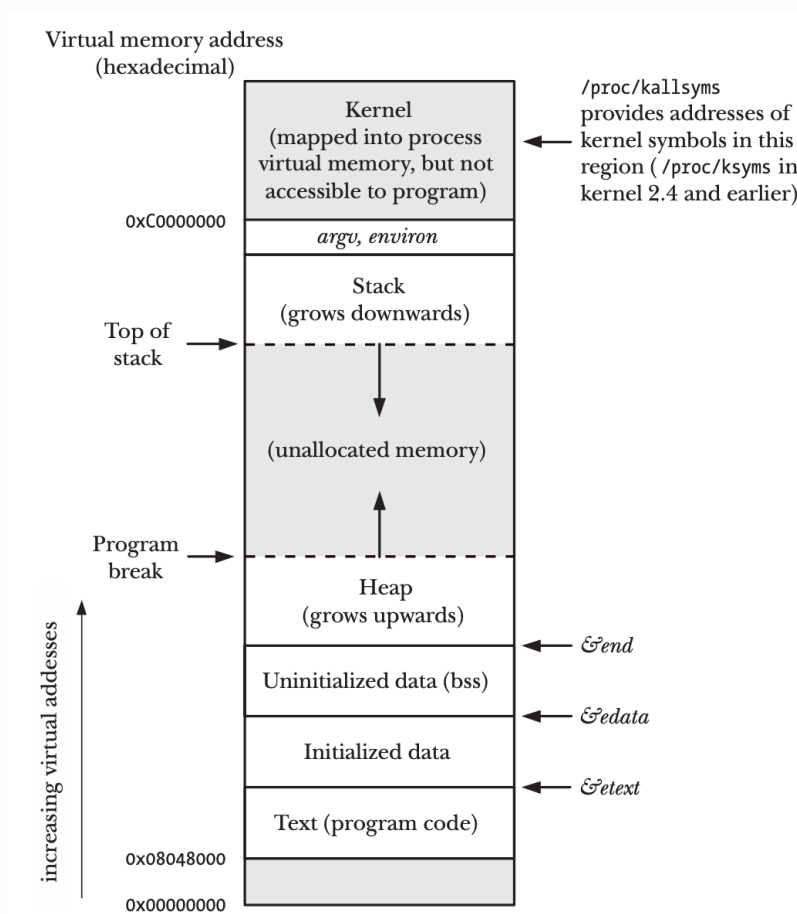 Virtual memory address
(hexadecimal)
/proc/kallsyms
provides addresses of
kernel symbols in this
region (/proc/ksyms in
kernel 2.4 and earlier)
Kernel
(mapped into process
virtual memory, but not
accessible to program)
0xC0000000
argv, environ
Stack
(grows downwards)
Top of
stack
(unallocated memory)
Program
break
Heap
(grows upwards)
&end
Uninitialized data (bss)
&edata
Initialized data
&etext
Text (program code)
0x08048000
0x00000000
increasing virtual addesses